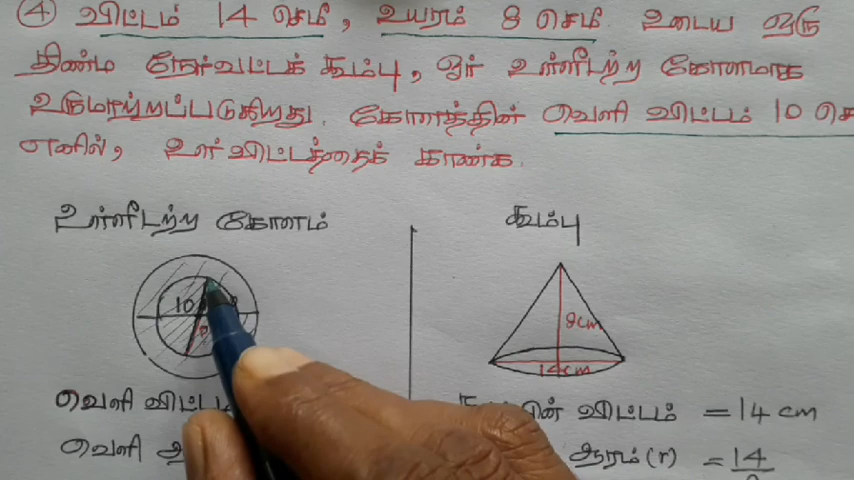 ④ விட்டம் 14 செமீ, உயரம் 8 செமீ உடைய ஒரு
திண்ம நேர்வட்டக் கூம்பு, ஓர் உள்ளீடற்ற கோளமாக
உருமாற்றப்படுகிறது. கோளத்தின் வெளி விட்டம் 10 செ
எனில், உள் விட்டத்தைக் காண்க.
உள்ளீடற்ற கோளம்
கூம்பு
10
8cm
14cm
வெளி விட்ட
ன் விட்டம் = 14 cm
வெளி ஆ
ஆரம் (r) = 14